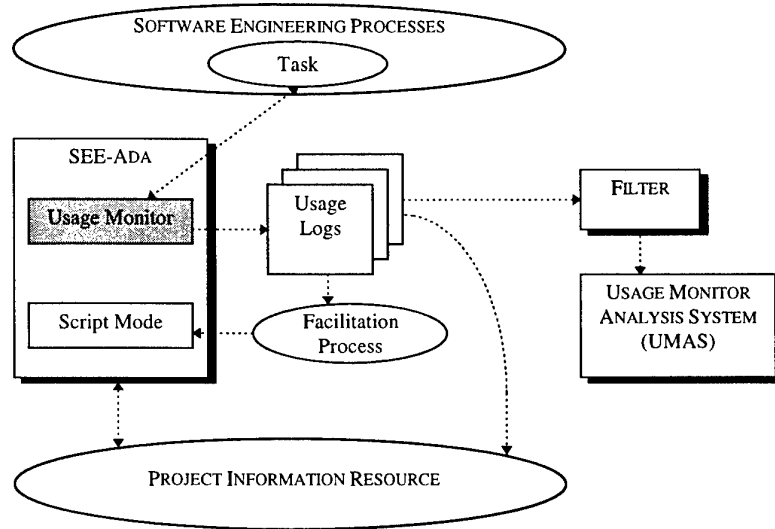 SOFTWARE ENGINEERING PROCESSES
Task
SEE-ADA
Usage Monitor
Usage
Logs
FILTER
USAGE MONITOR
ANALYSIS SYSTEM
(UMAS)
Script Mode
Facilitation
Process
PROJECT INFORMATION RESOURCE